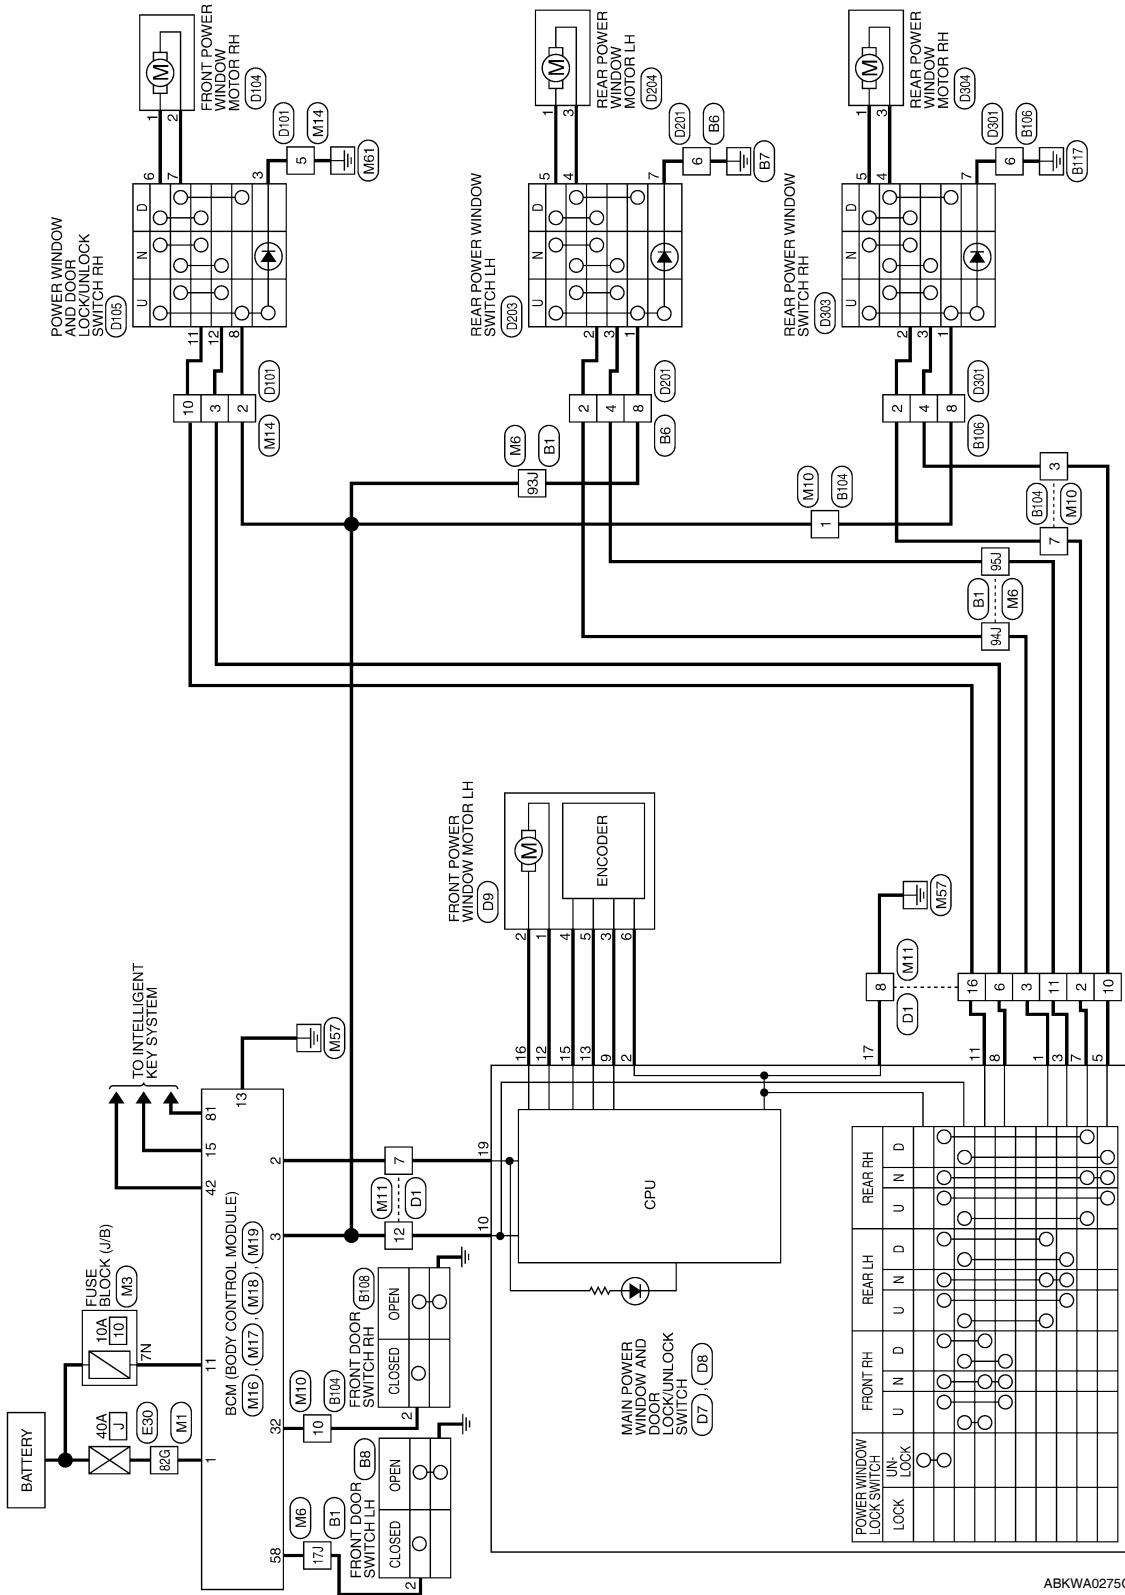 BATTERY
40A
J
E30
82G
M1
FUSE
BLOCK (J/B)
M3
10A
10
7N
TO INTELLIGENT
KEY SYSTEM
1
11
42
15
81
BCM (BODY CONTROL MODULE)
M16 , M17 , M18 , M19
13
M57
58
32
3
2
M6
17J
B1
M10
10
B104
M11
12
7
D1
FRONT DOOR
SWITCH LH
B8
CLOSED
OPEN
2
FRONT DOOR
SWITCH RH
B108
CLOSED
OPEN
2
10
19
CPU
MAIN POWER
WINDOW AND
DOOR
LOCK/UNLOCK
SWITCH
D7 , D8
16
12
15
13
9
2
17
11
8
1
3
7
5
FRONT POWER
WINDOW MOTOR LH
D9
2
1
4
5
3
6
M
ENCODER
8
D1
M11
M57
16
6
3
11
2
10
POWER WINDOW
LOCK SWITCH
LOCK
UN-
LOCK
FRONT RH
U
N
D
REAR LH
U
N
D
REAR RH
U
N
D
POWER WINDOW
AND DOOR
LOCK/UNLOCK
SWITCH RH
D105
U
N
D
11
12
8
6
7
3
10
3
2
D101
M14
1
2
M
FRONT POWER
WINDOW
MOTOR RH
D104
5
D101
M14
M61
REAR POWER WINDOW
SWITCH LH
D203
U
N
D
2
3
1
5
4
7
2
4
8
D201
B6
1
3
M
REAR POWER
WINDOW
MOTOR LH
D204
6
D201
B6
B7
REAR POWER WINDOW
SWITCH RH
D303
U
N
D
2
3
1
5
4
7
2
4
8
D301
B106
1
3
M
REAR POWER
WINDOW
MOTOR RH
D304
6
D301
B106
B117
M6
93J
B1
M10
1
B104
B104
7
3
M10
B1
94J
95J
M6
ABKWA0275G